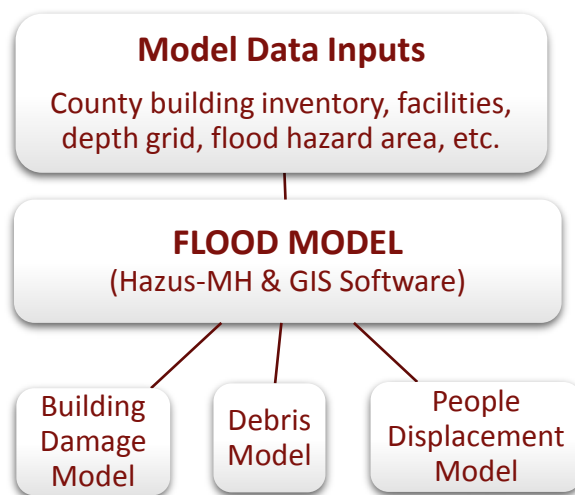 Model Data Inputs
County building inventory, facilities,
depth grid, flood hazard area, etc.
FLOOD MODEL
(Hazus-MH & GIS Software)
Building
Damage
Model
Debris
Model
People
Displacement
Model